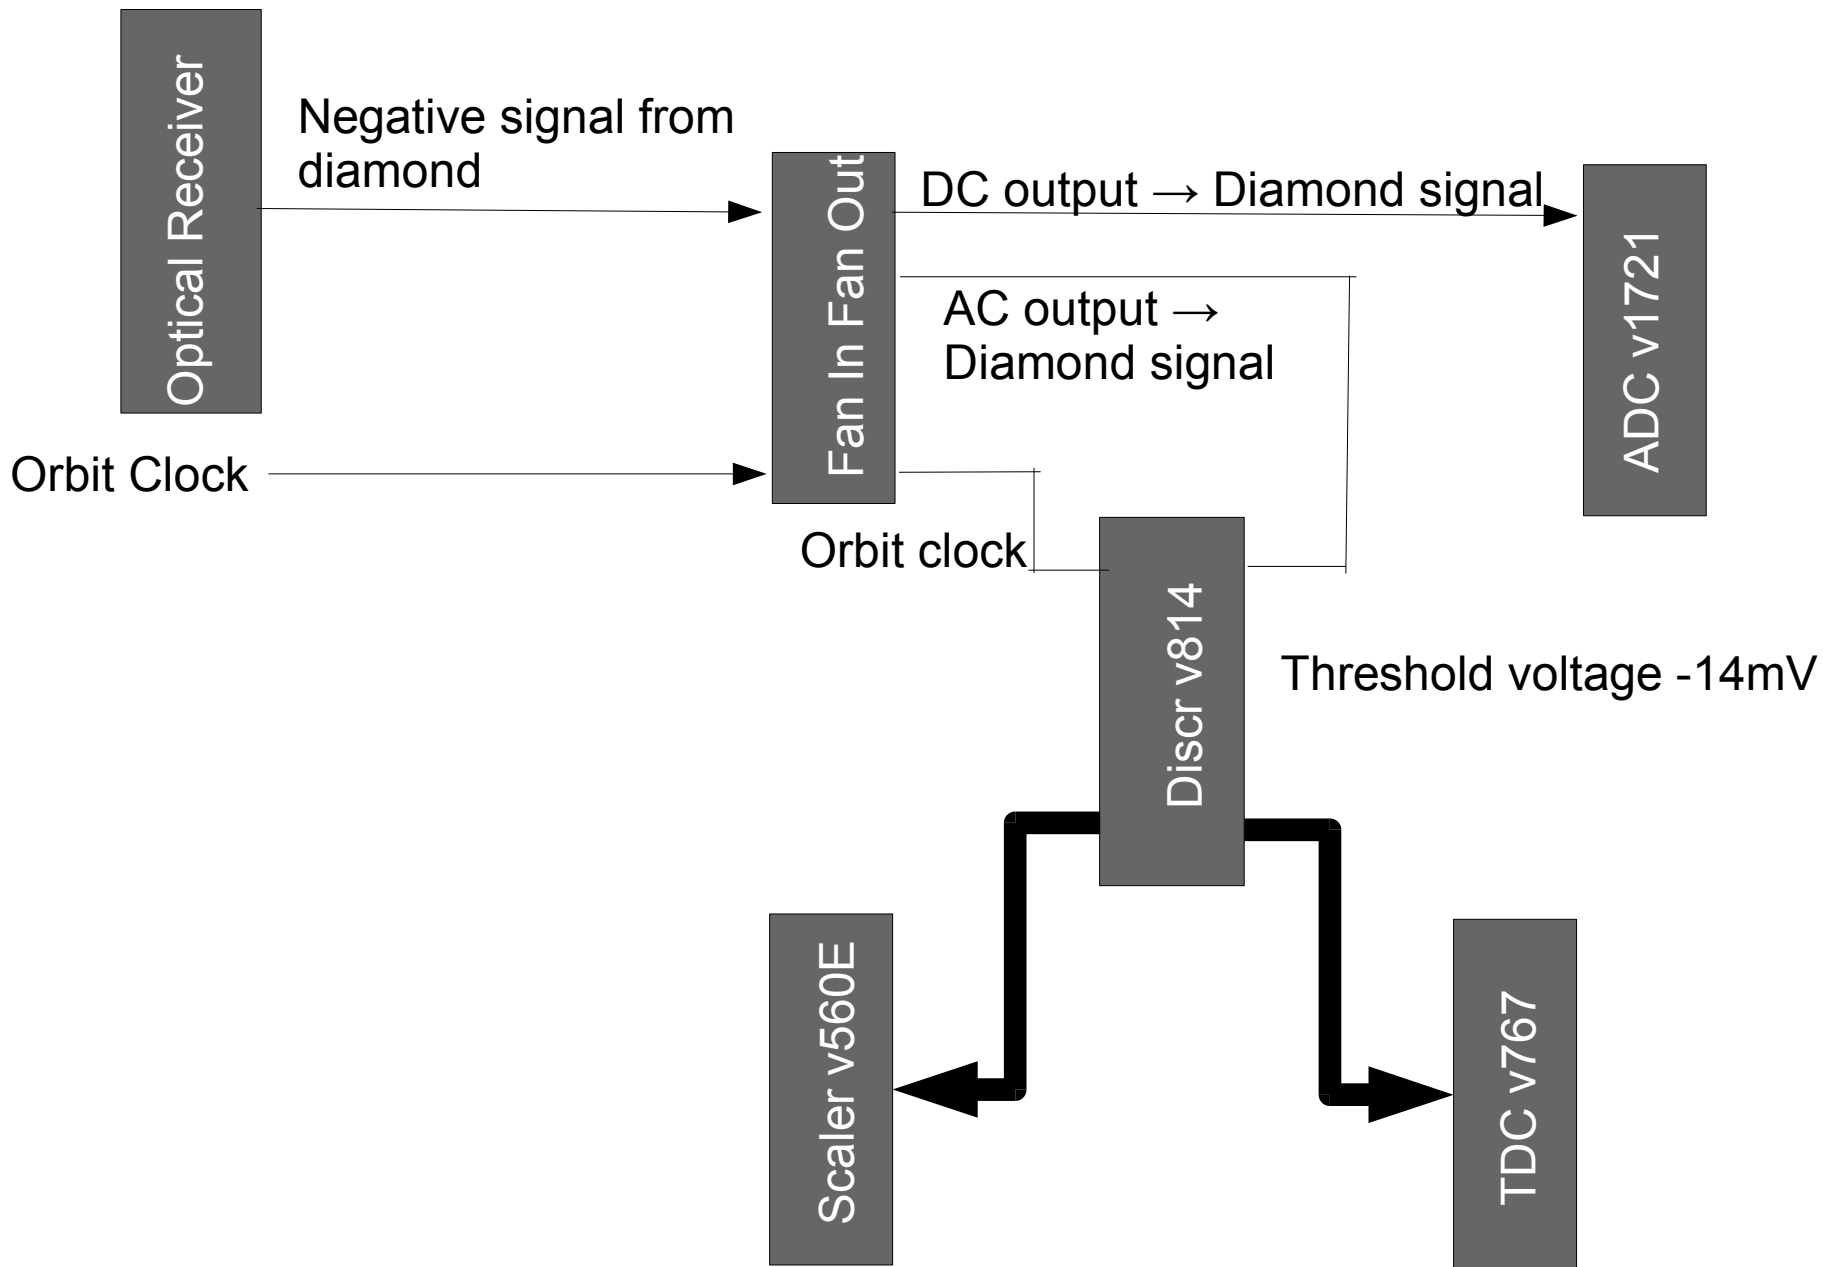 Optical Receiver
Negative signal from
diamond
Fan In Fan Out
DC output → Diamond signal
ADC v1721
AC output →
Diamond signal
Orbit Clock
Orbit clock
Discr v814
Threshold voltage -14mV
Scaler v560E
TDC v767